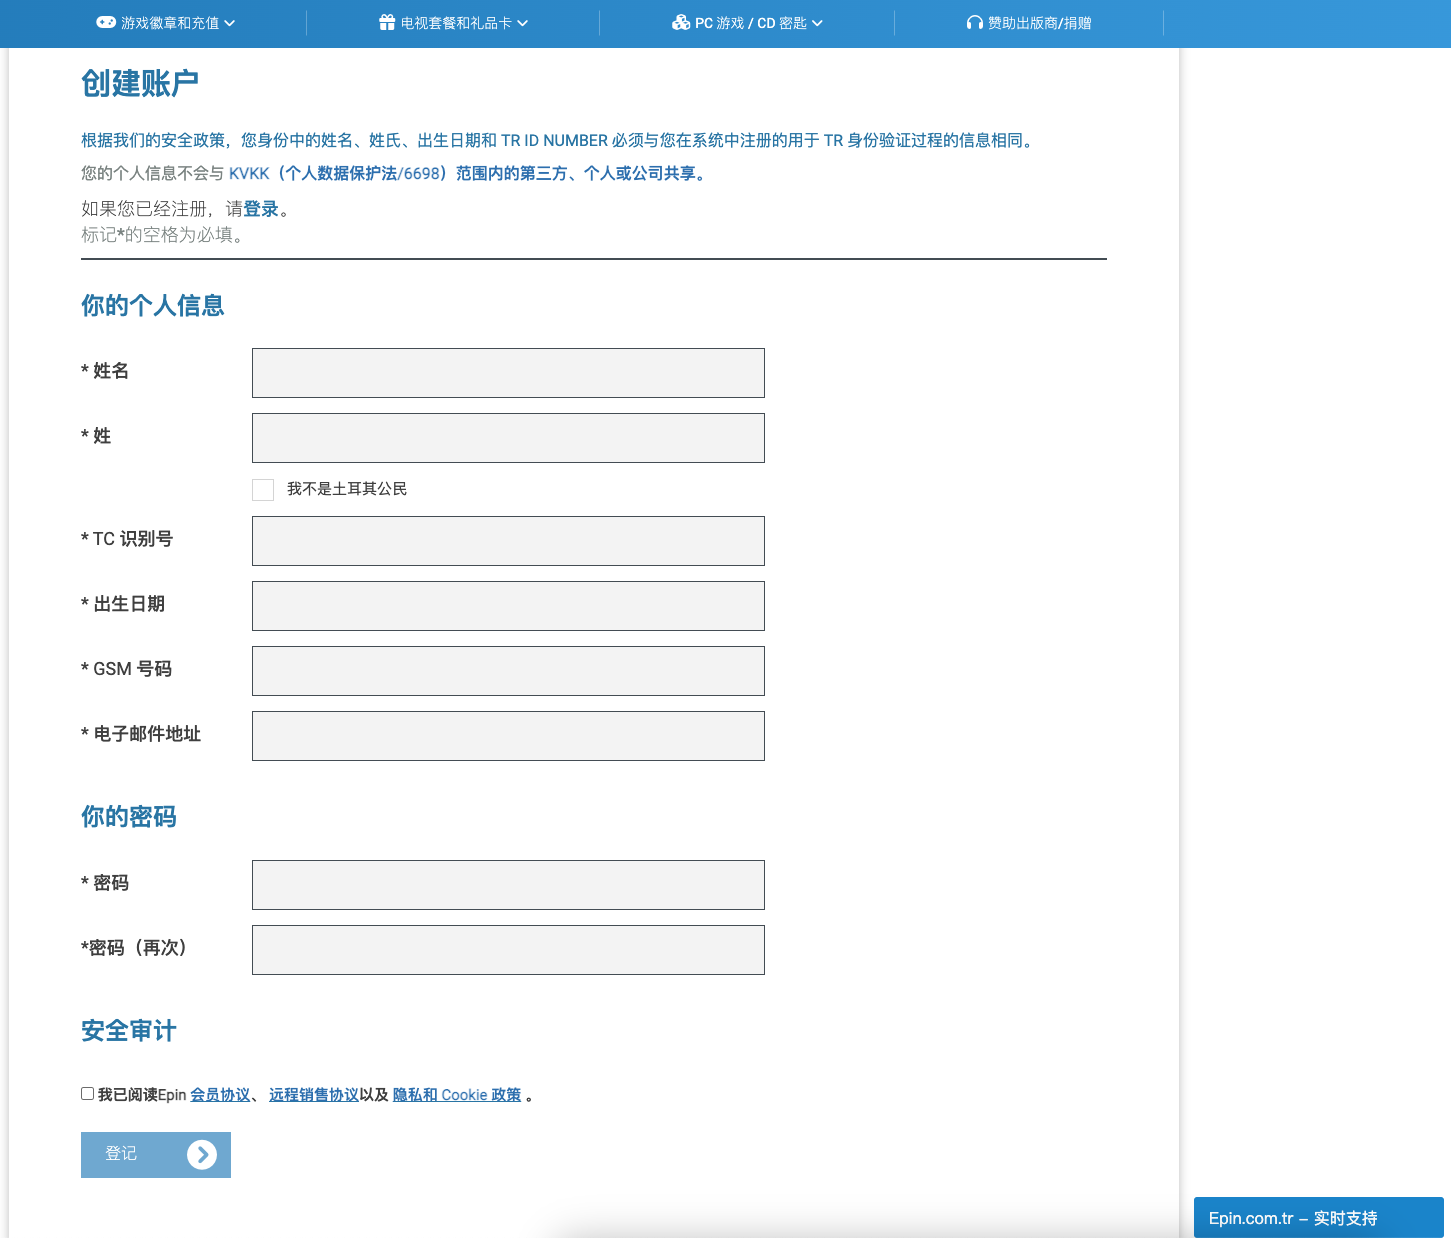 游戏徽章和充值 电视套餐和礼品卡 PC 游戏 / CD 密匙 赞助出版商/捐赠
创建账户
根据我们的安全政策，您身份中的姓名、姓氏、出生日期和 TR ID NUMBER 必须与您在系统中注册的用于 TR 身份验证过程的信息相同。
您的个人信息不会与 KVKK（个人数据保护法/6698）范围内的第三方、个人或公司共享。
如果您已经注册，请登录。
标记*的空格为必填。
你的个人信息
* 姓名
* 姓
我不是土耳其公民
* TC 识别号
* 出生日期
* GSM 号码
* 电子邮件地址
你的密码
* 密码
*密码（再次）
安全审计
我已阅读Epin 会员协议、 远程销售协议以及 隐私和 Cookie 政策 。
登记
Epin.com.tr – 实时支持